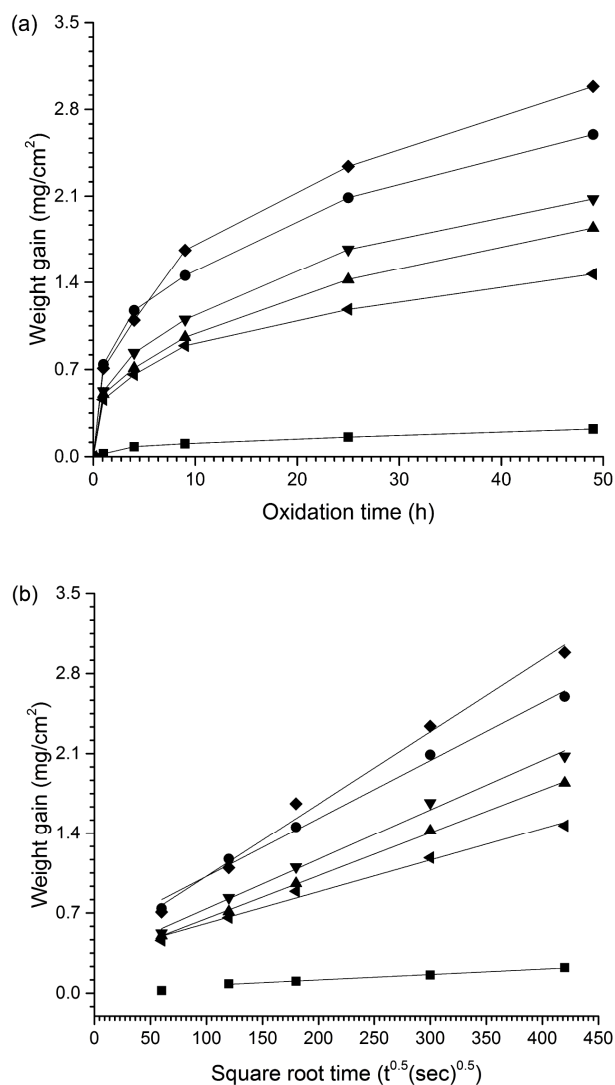 (a)
3.5
2.8
2.1
1.4
0.7
0.0
Weight gain (mg/cm²)
0 10 20 30 40 50
Oxidation time (h)
(b)
3.5
2.8
2.1
1.4
0.7
0.0
Weight gain (mg/cm²)
0 50 100 150 200 250 300 350 400 450
Square root time (t⁰·⁵(sec)⁰·⁵)